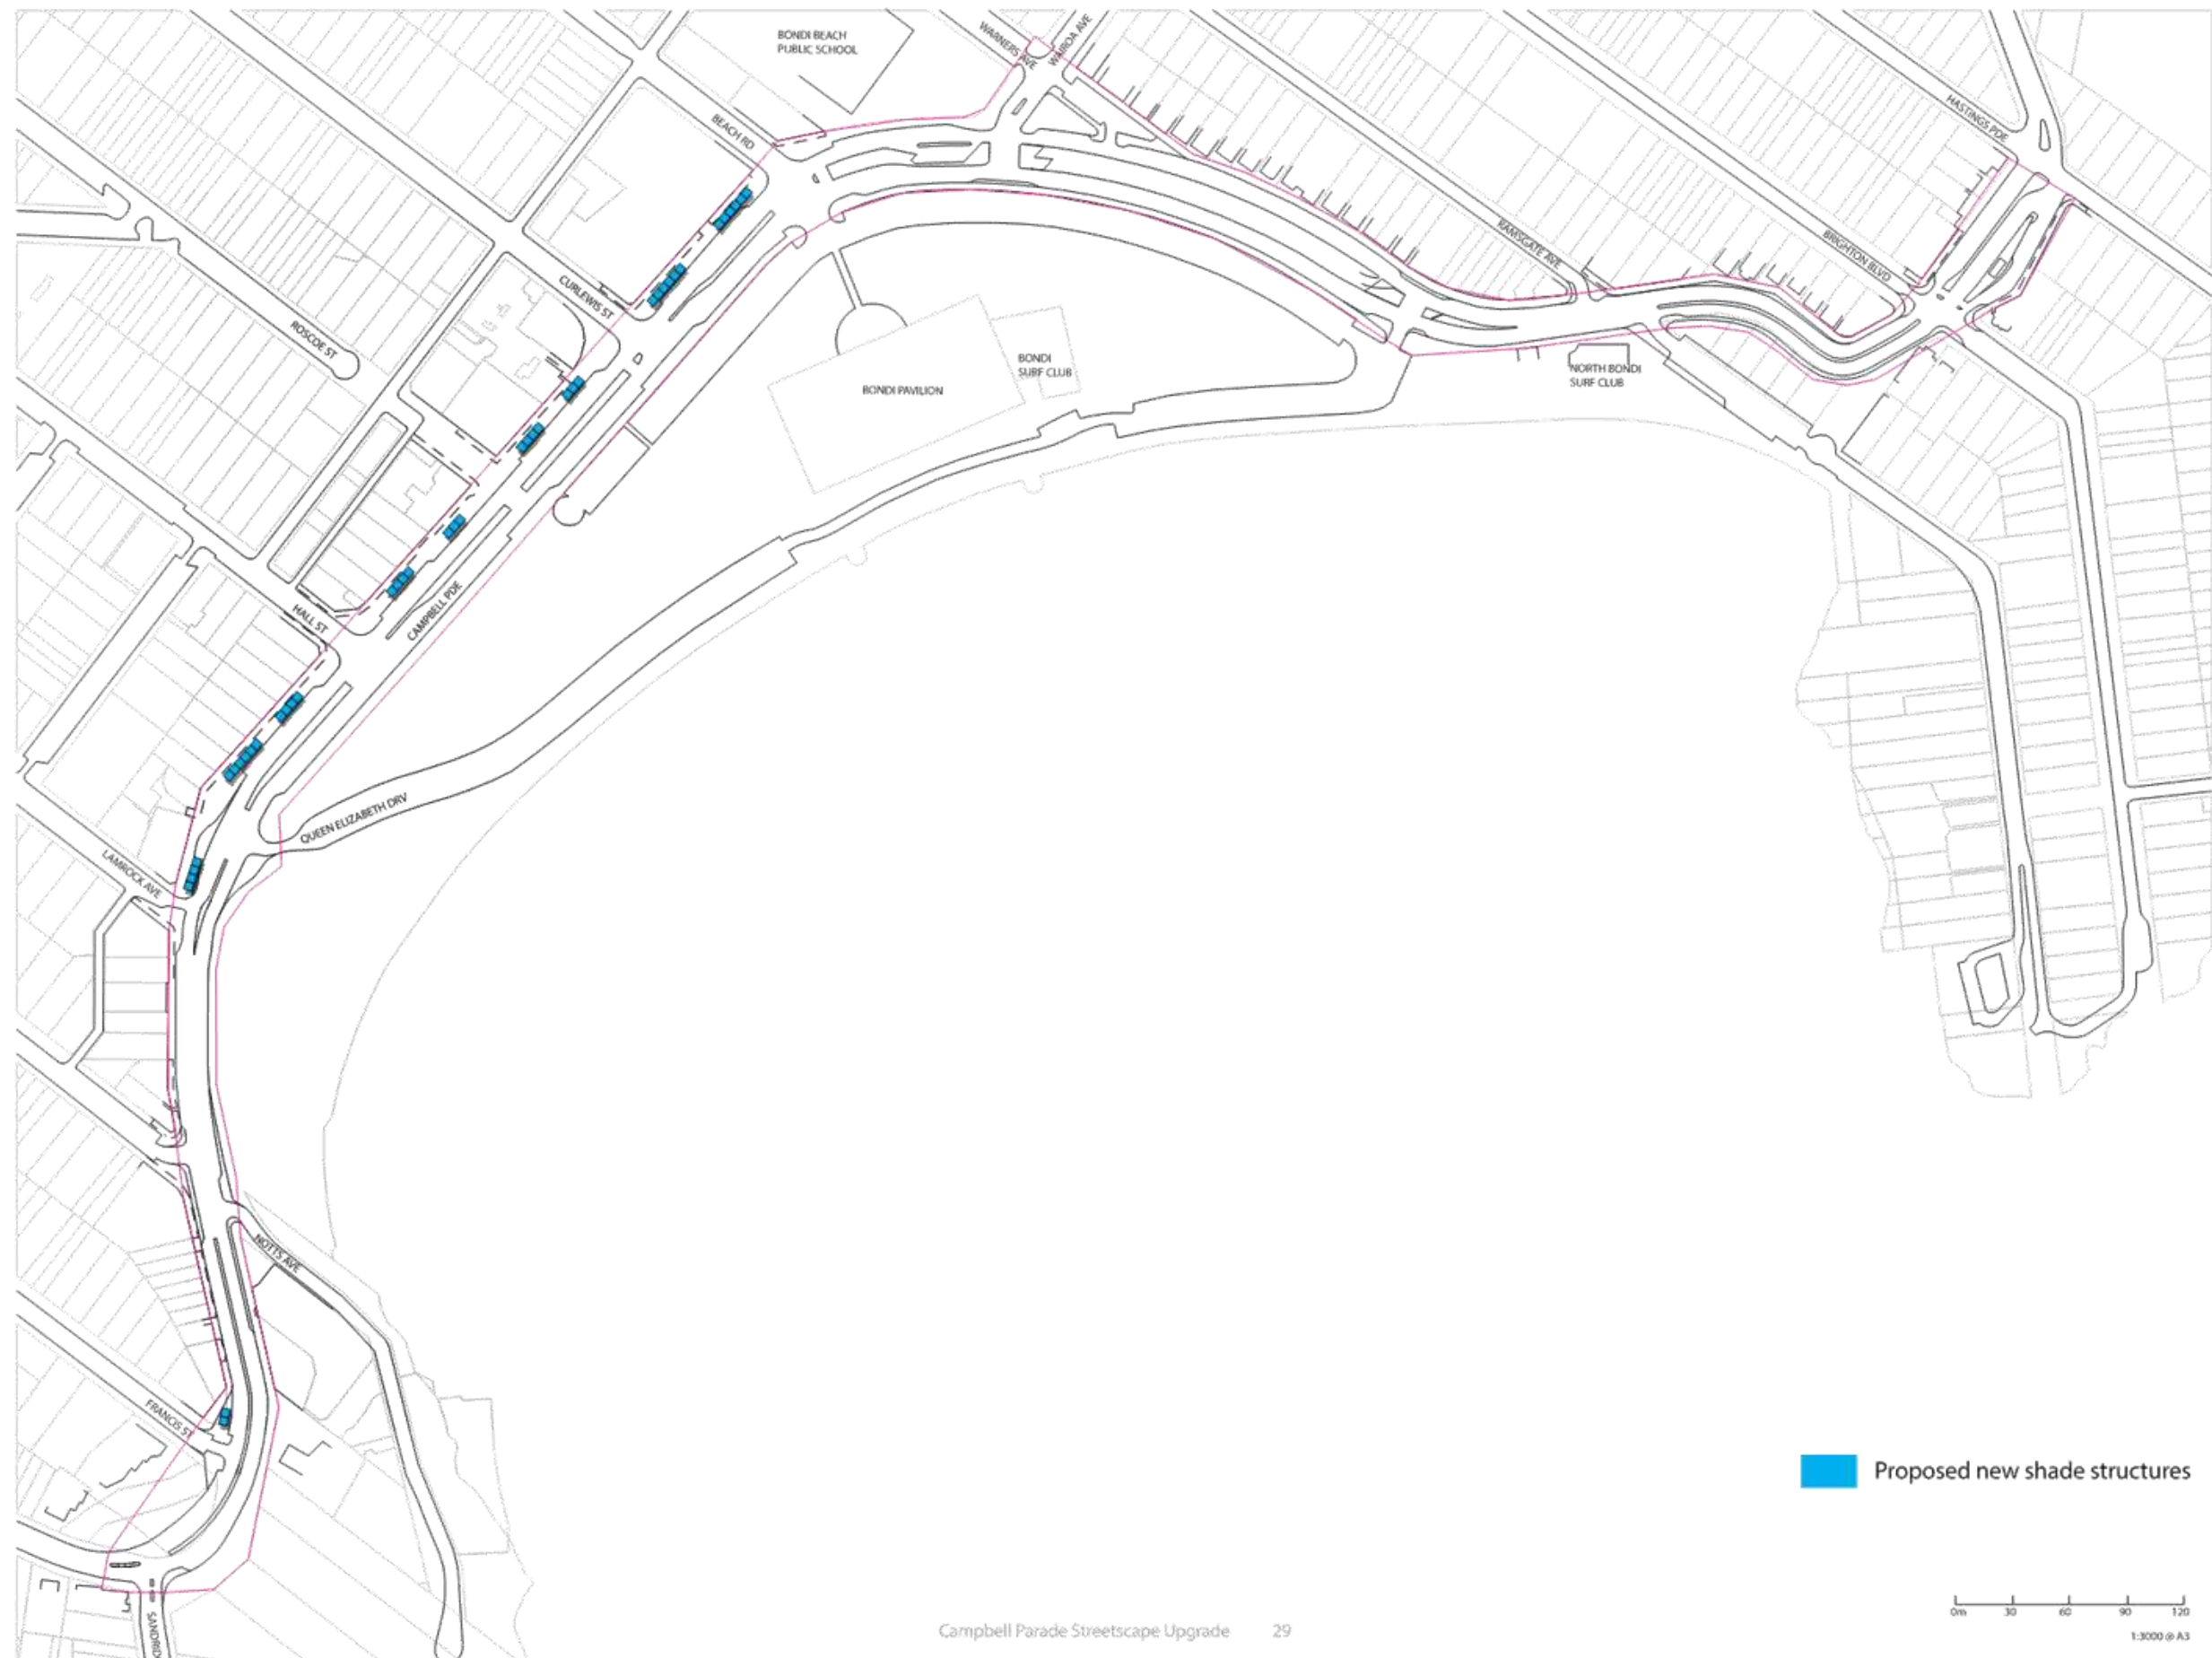 BONDI BEACH
PUBLIC SCHOOL
WARNERS AVE
WAIROA AVE
HASTINGS PDE
BEACH RD
RAMSGATE AVE
BRIGHTON BLVD
CURLEWIS ST
ROSCOE ST
BONDI
SURF CLUB
BONDI PAVILION
NORTH BONDI
SURF CLUB
HALL ST
CAMPBELL PDE
QUEEN ELIZABETH DRV
LAMROCK AVE
NOTTS AVE
FRANCIS ST
Proposed new shade structures
0m 30 60 90 120
1:3000 @ A3
Campbell Parade Streetscape Upgrade 29